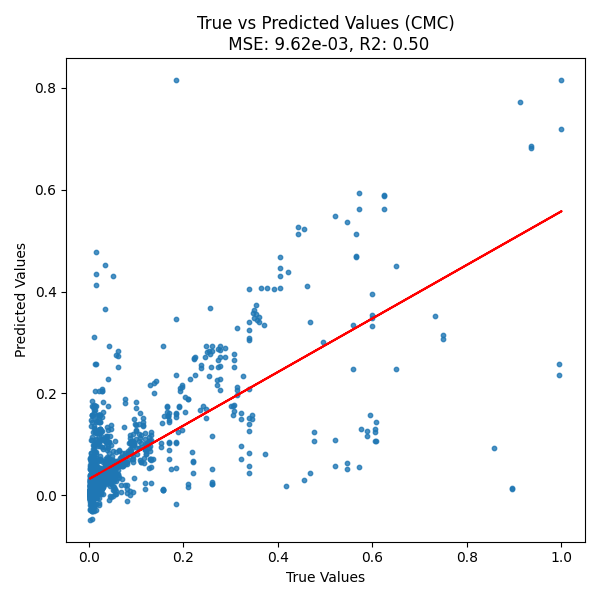 True vs Predicted Values (CMC)
MSE: 9.62e-03, R2: 0.50
Predicted Values
0.8
0.6
0.4
0.2
0.0
0.0 0.2 0.4 0.6 0.8 1.0
True Values